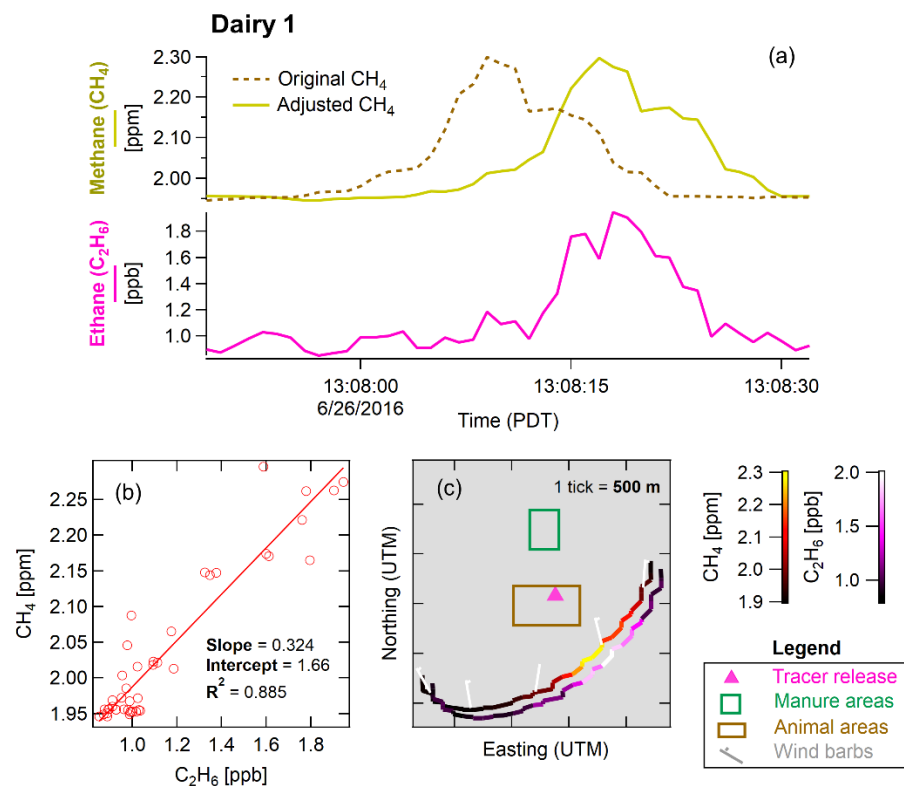 Dairy 1
(a)
Methane (CH4)
[ppm]
2.30
2.20
2.10
2.00
Original CH4
Adjusted CH4
Ethane (C2H6)
[ppb]
1.8
1.6
1.4
1.2
1.0
13:08:00
13:08:15
13:08:30
6/26/2016
Time (PDT)
(b)
CH4 [ppm]
2.25
2.20
2.15
2.10
2.05
2.00
1.95
Slope = 0.324
Intercept = 1.66
R2 = 0.885
1.0
1.2
1.4
1.6
1.8
C2H6 [ppb]
(c)
1 tick = 500 m
Northing (UTM)
Easting (UTM)
CH4 [ppm]
2.3
2.2
2.1
2.0
1.9
C2H6 [ppb]
2.0
1.5
1.0
Legend
Tracer release
Manure areas
Animal areas
Wind barbs